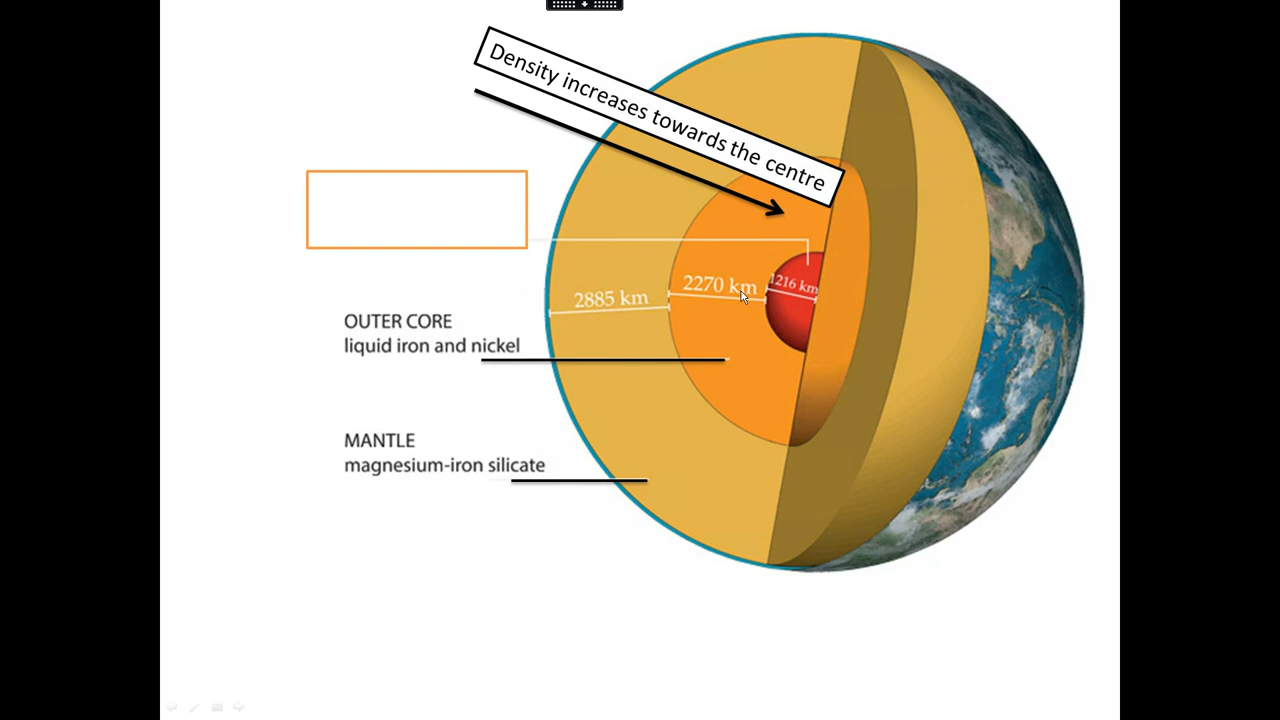 Density increases towards the centre
2885 km
2270 km
1216 km
OUTER CORE
liquid iron and nickel
MANTLE
magnesium-iron silicate